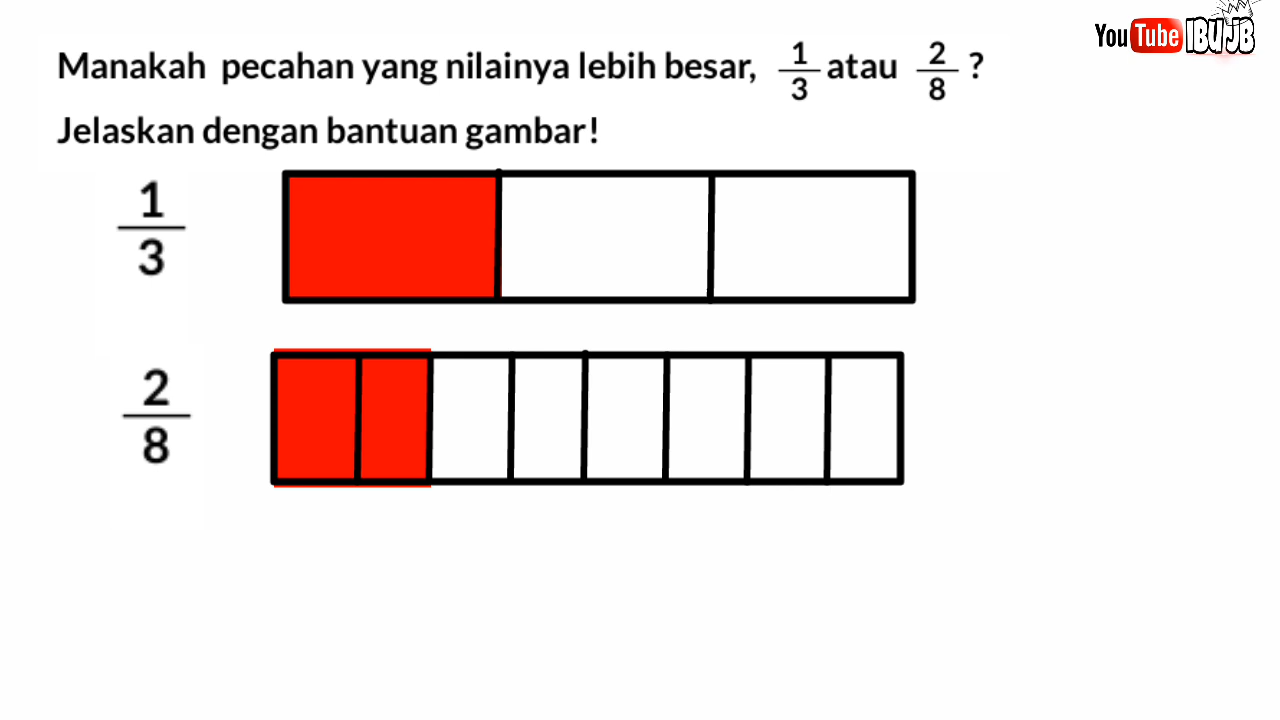 YouTube IBUJB
Manakah pecahan yang nilainya lebih besar, 1/3 atau 2/8 ?
Jelaskan dengan bantuan gambar!
1/3
2/8